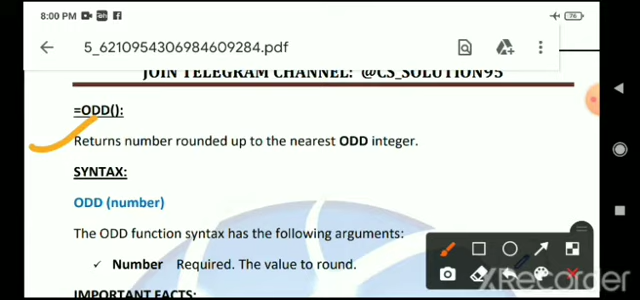 8:00 PM
76
5_6210954306984609284.pdf
JOIN TELEGRAM CHANNEL: @CS_SOLUTION95
=ODD():
Returns number rounded up to the nearest ODD integer.
SYNTAX:
ODD (number)
The ODD function syntax has the following arguments:
✓ Number Required. The value to round.
IMPORTANT FACTS:
XRecorder